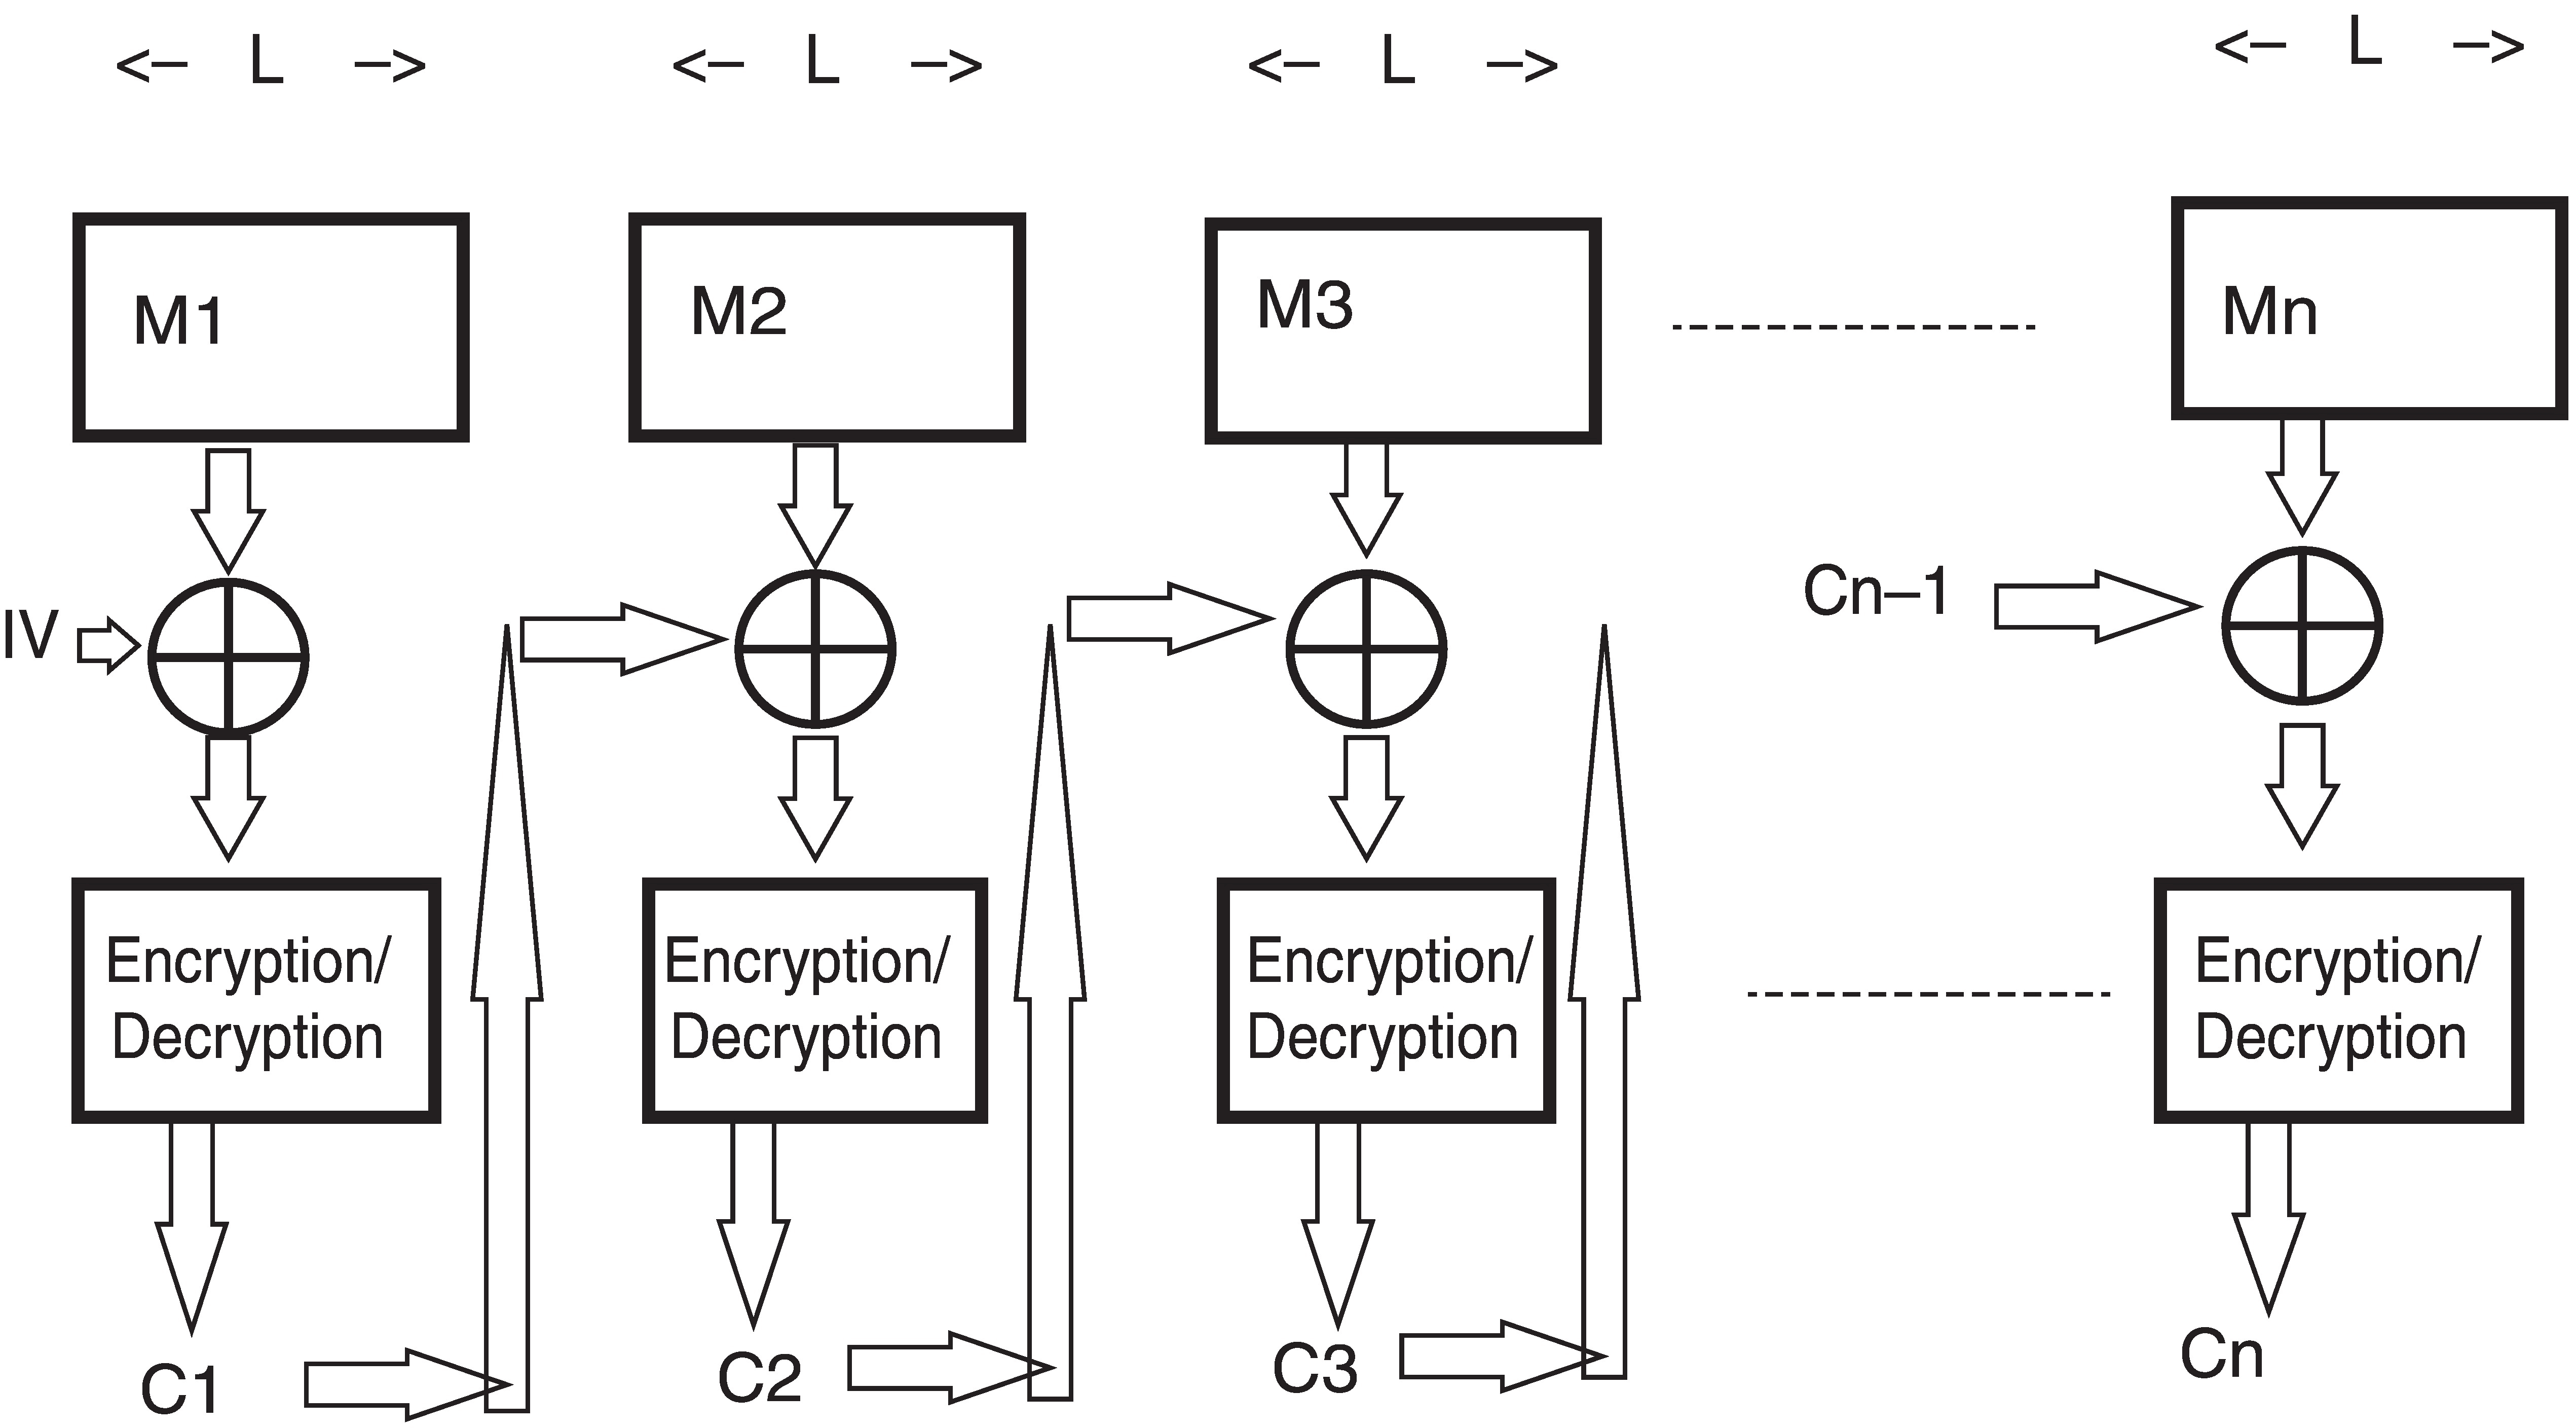 <– L –> <– L –> <– L –> <– L –>
M1 M2 M3 Mn
IV Cn–1
Encryption/ Encryption/ Encryption/ Encryption/
Decryption Decryption Decryption Decryption
C1 C2 C3 Cn